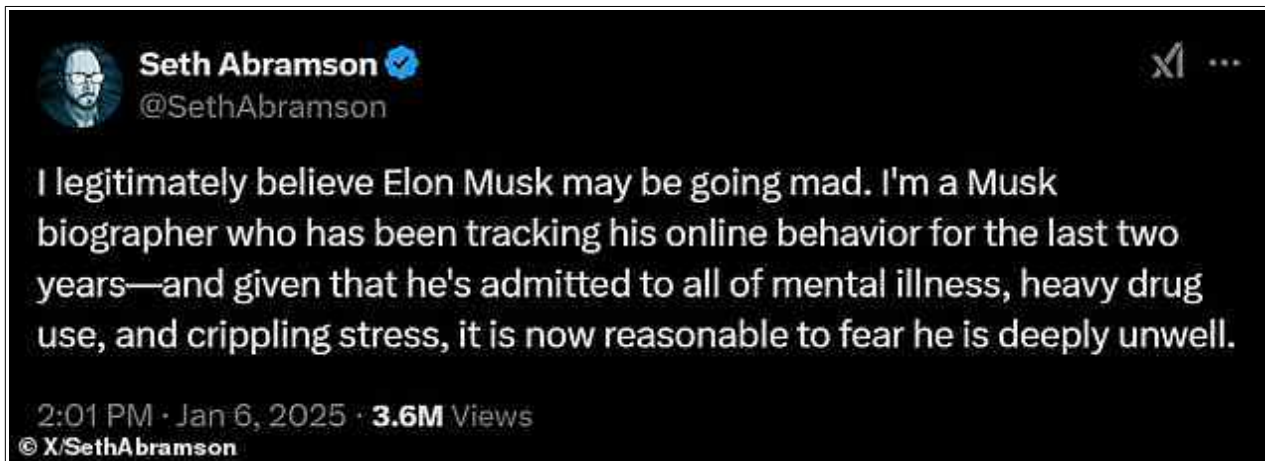 Seth Abramson
@SethAbramson
I legitimately believe Elon Musk may be going mad. I'm a Musk
biographer who has been tracking his online behavior for the last two
years—and given that he's admitted to all of mental illness, heavy drug
use, and crippling stress, it is now reasonable to fear he is deeply unwell.
2:01 PM · Jan 6, 2025 · 3.6M Views
© X/SethAbramson